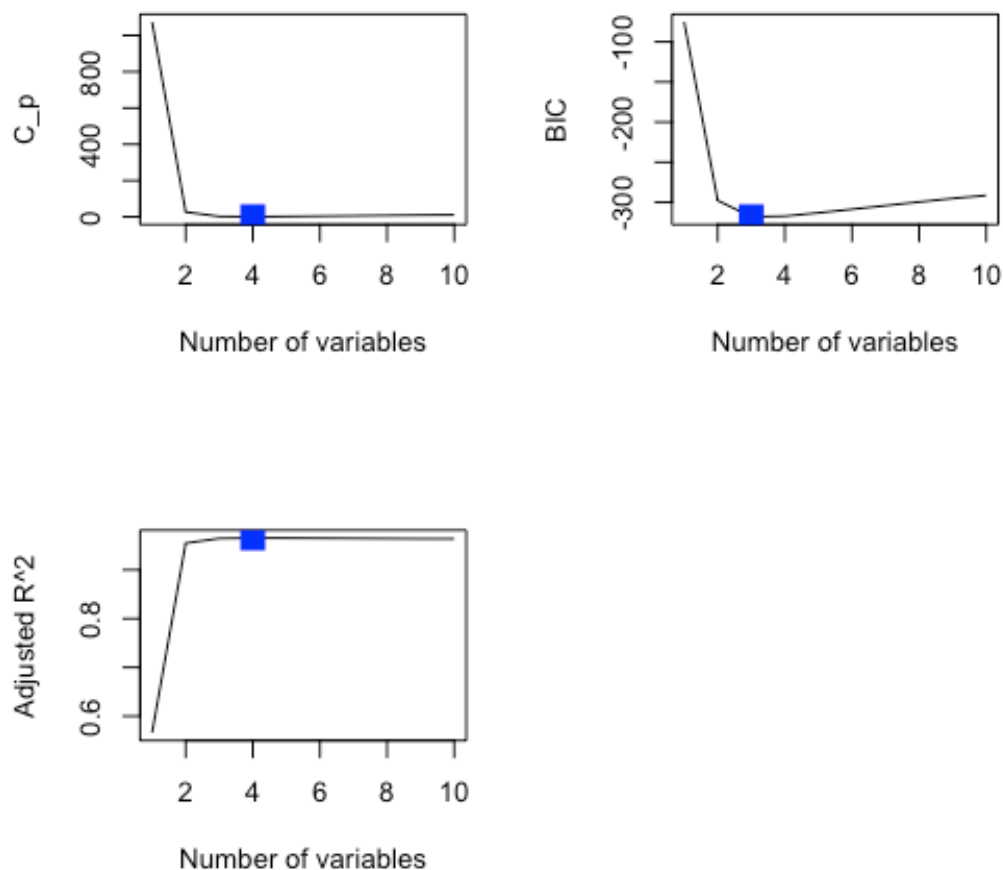 C_p
0 400 800
2 4 6 8 10
Number of variables
BIC
-300 -200 -100
2 4 6 8 10
Number of variables
Adjusted R^2
0.6 0.8
2 4 6 8 10
Number of variables